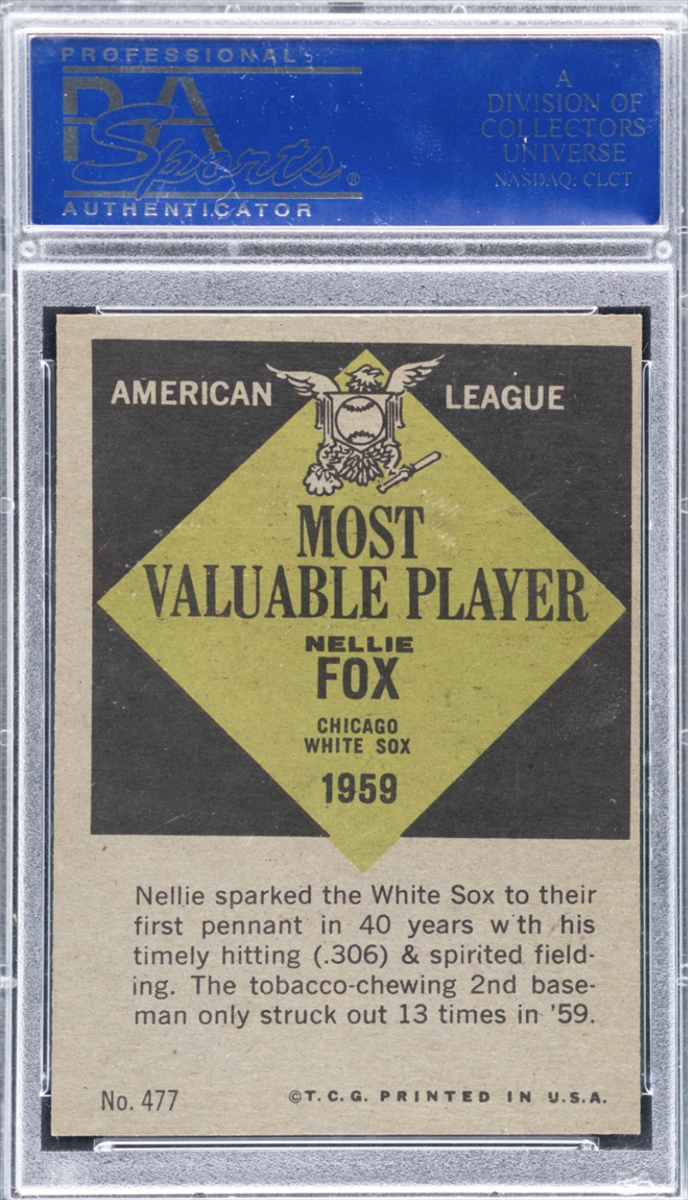 PROFESSIONAL
PSA
Sports®
AUTHENTICATOR
A
DIVISION OF
COLLECTORS
UNIVERSE
NASDAQ: CLCT
AMERICAN LEAGUE
MOST
VALUABLE PLAYER
NELLIE
FOX
CHICAGO
WHITE SOX
1959
Nellie sparked the White Sox to their
first pennant in 40 years w th his
timely hitting (.306) & spirited field-
ing. The tobacco-chewing 2nd base-
man only struck out 13 times in '59.
No. 477 ©T.C.G. PRINTED IN U.S.A.